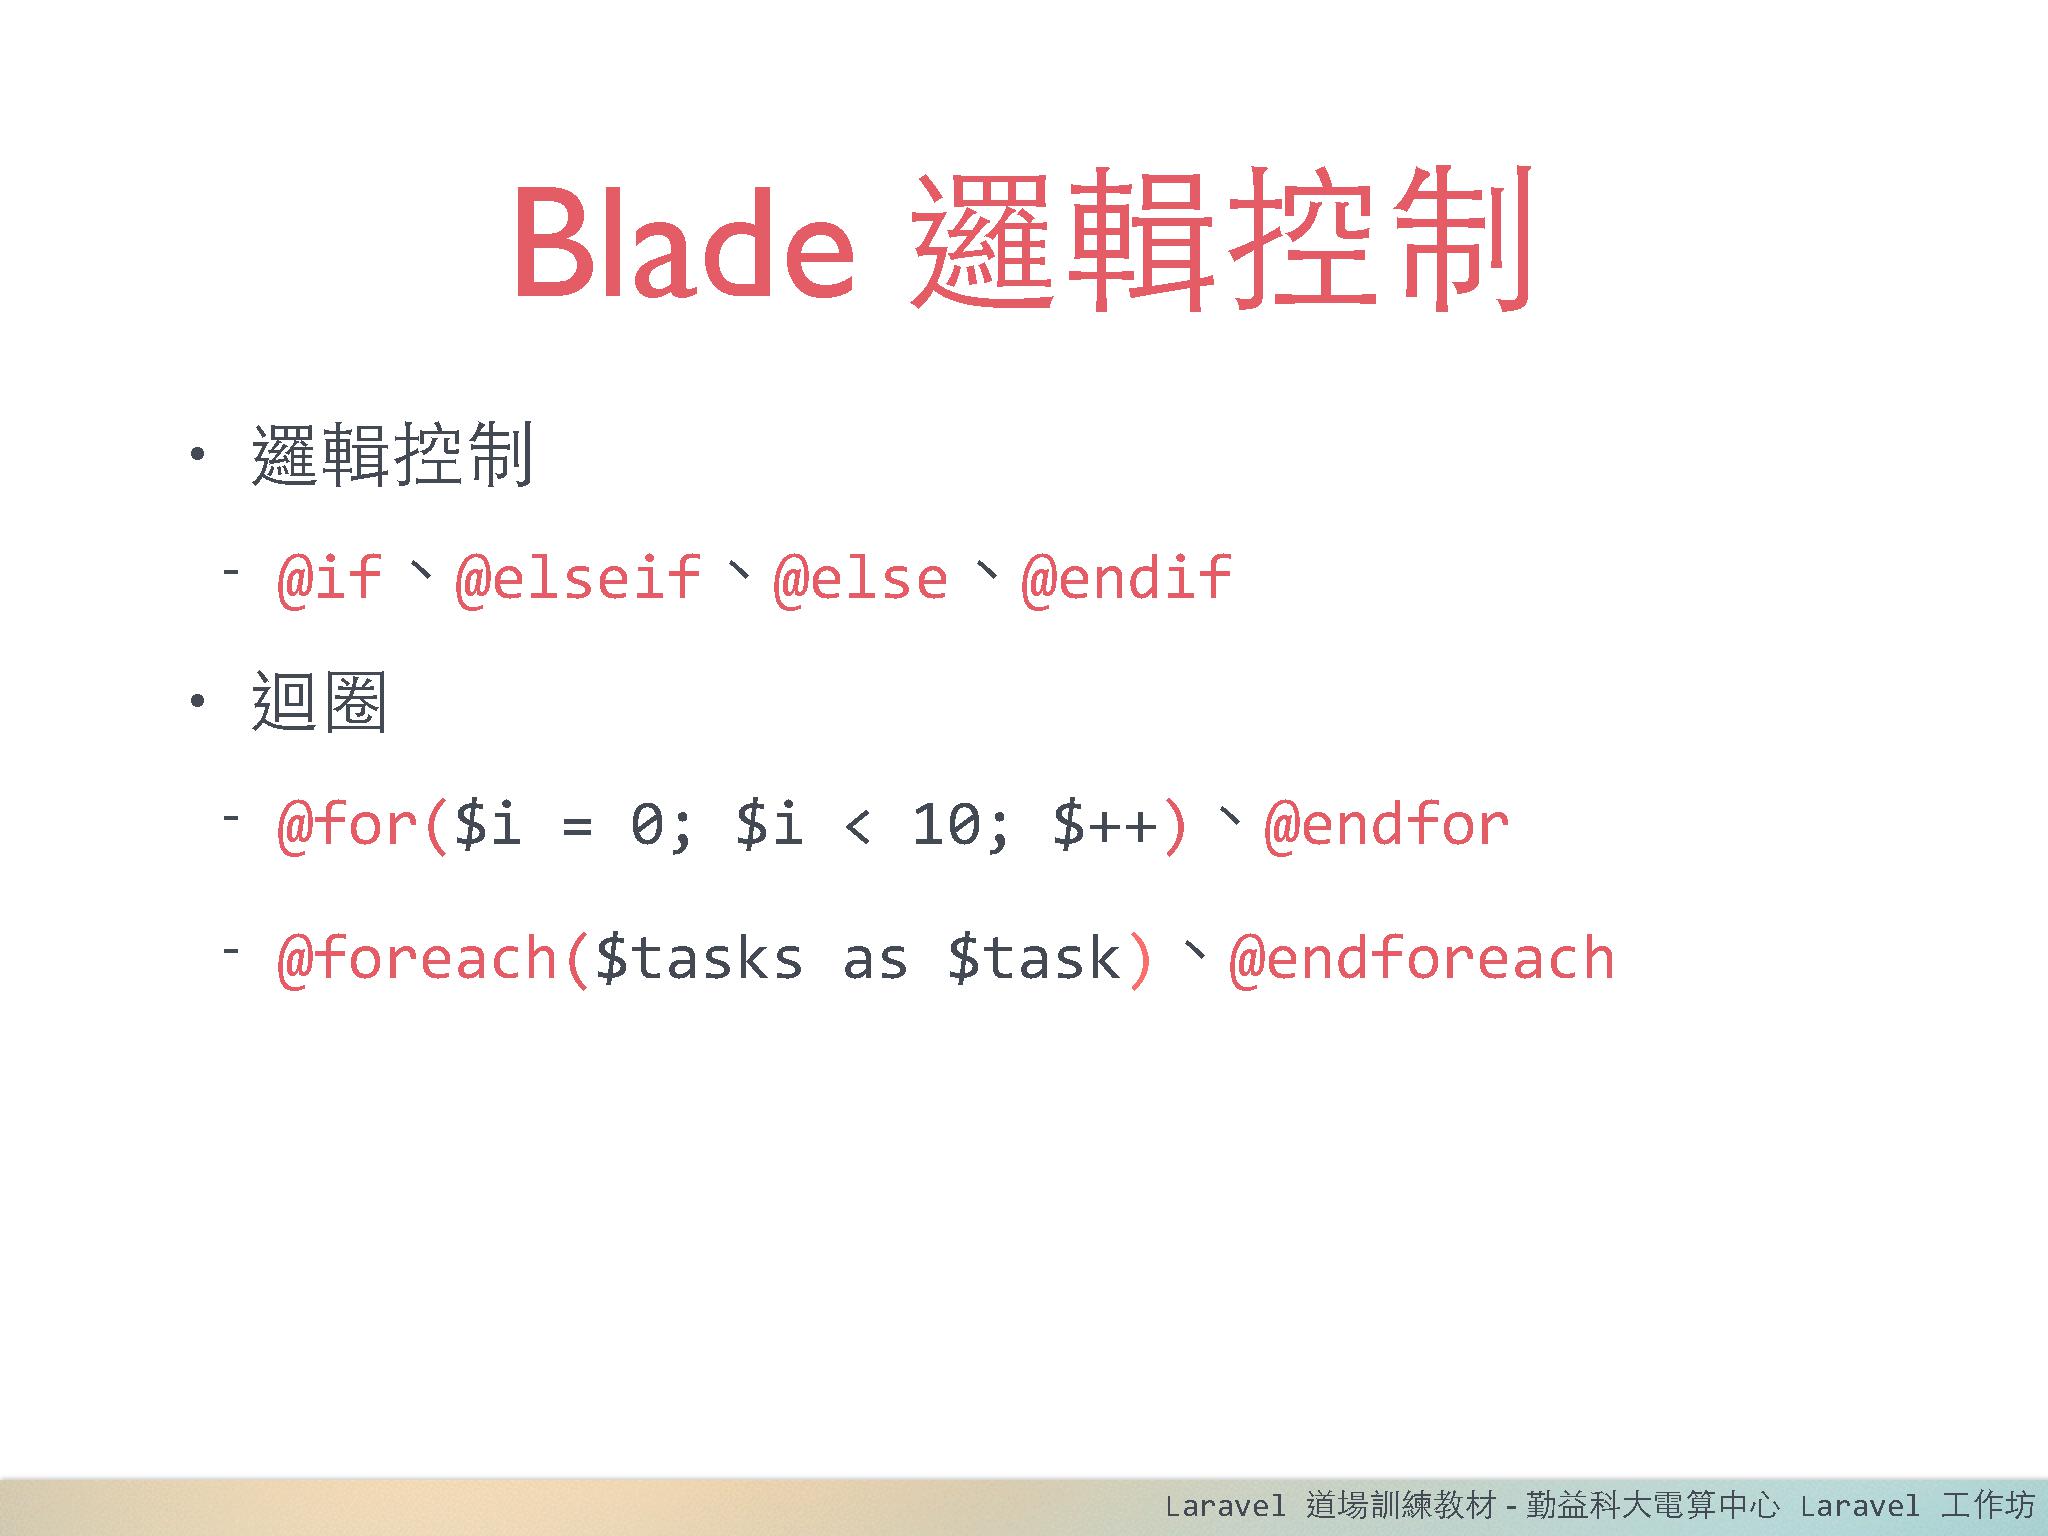 Blade 邏輯控制
• 邏輯控制
- @if、@elseif、@else、@endif
• 迴圈
- @for($i = 0; $i < 10; $++)、@endfor
- @foreach($tasks as $task)、@endforeach
Laravel 道場訓練教材 - 勤益科大電算中心 Laravel 工作坊